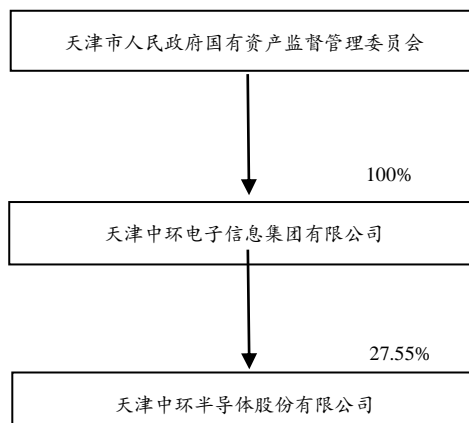 天津市人民政府国有资产监督管理委员会
100%
天津中环电子信息集团有限公司
27.55%
天津中环半导体股份有限公司